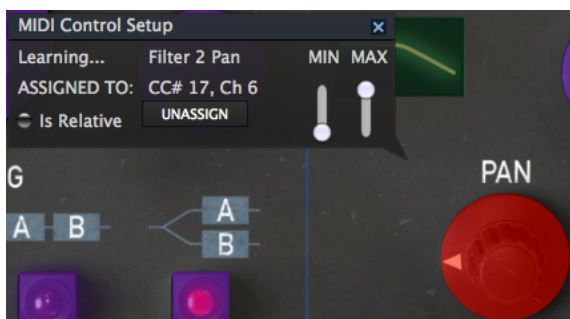 MIDI Control Setup
Learning... Filter 2 Pan MIN MAX
ASSIGNED TO: CC# 17, Ch 6
Is Relative UNASSIGN
PAN
G
A B A
B